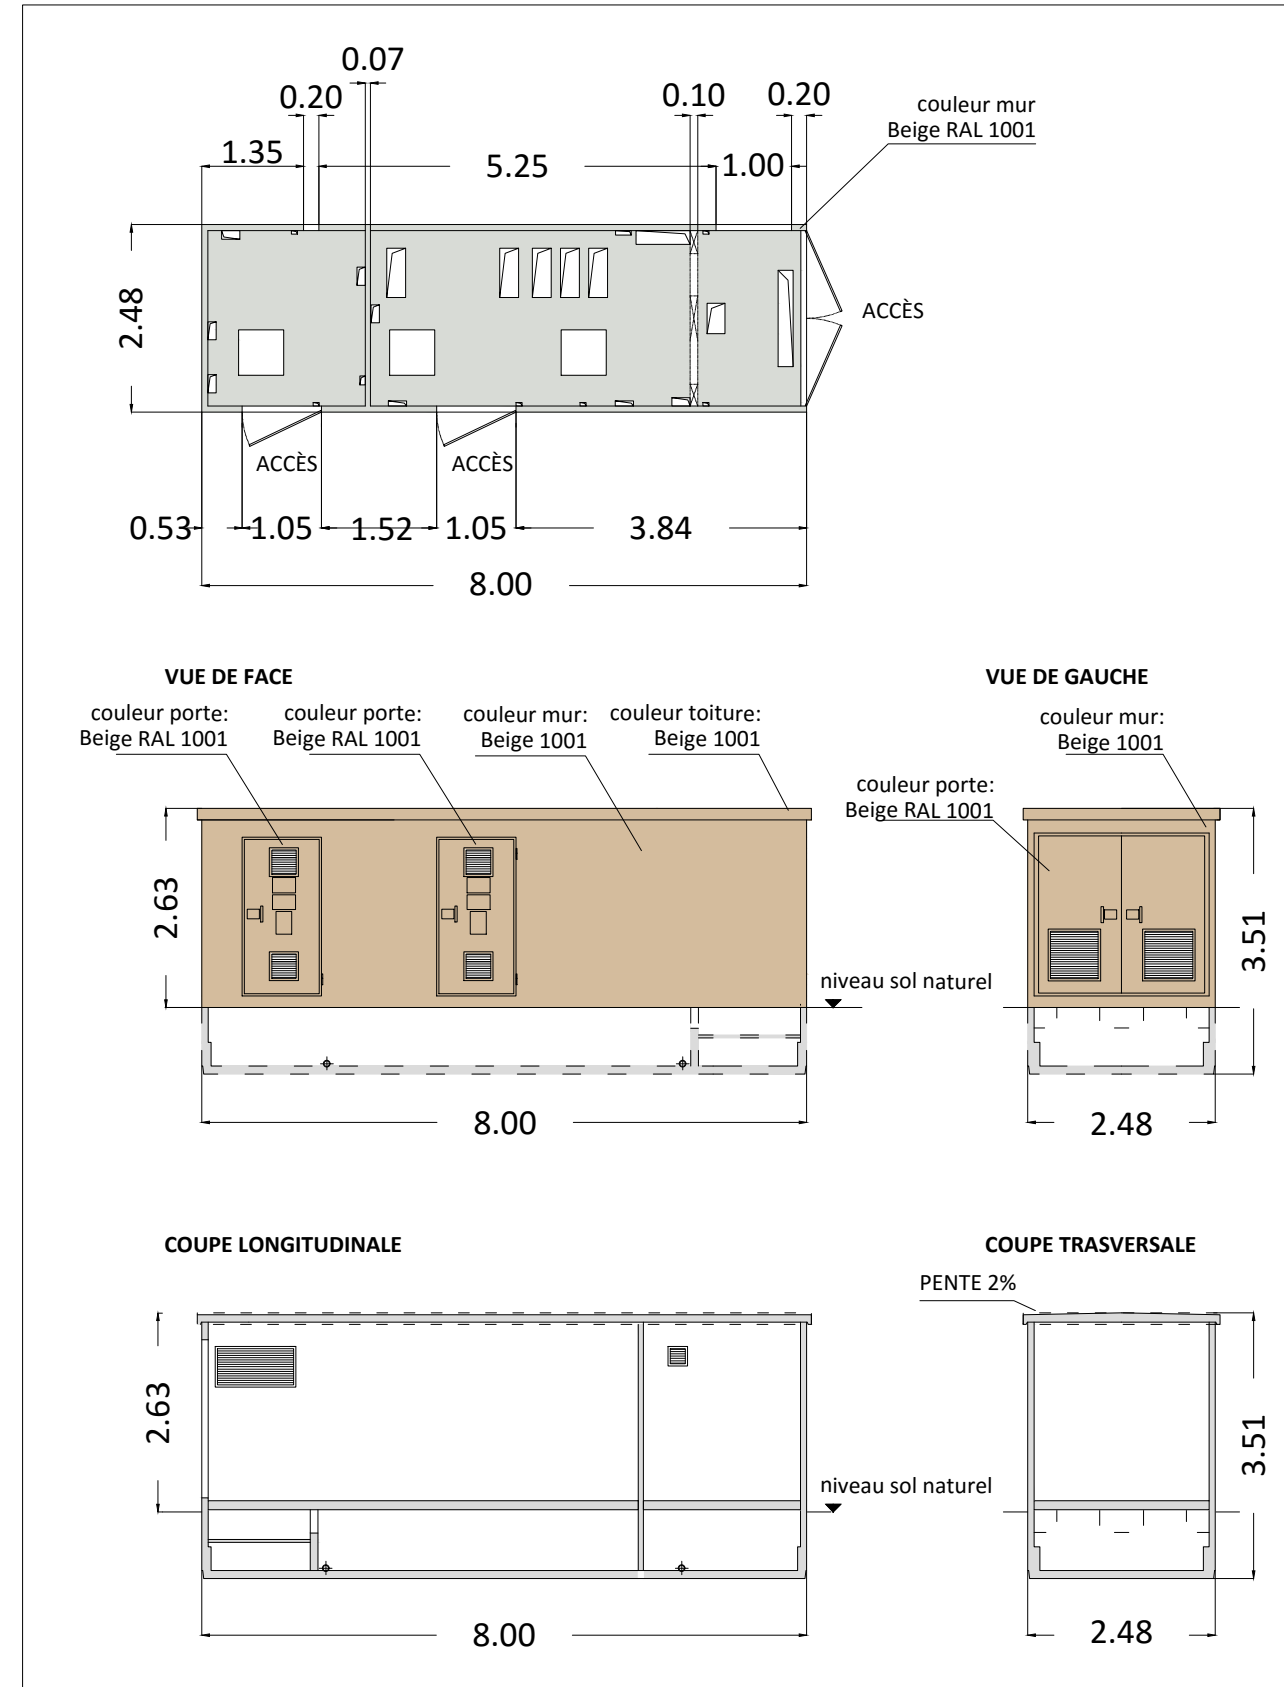 0.07
0.20
0.10
0.20
couleur mur
Beige RAL 1001
1.35
5.25
1.00
2.48
ACCÈS
ACCÈS
ACCÈS
0.53
1.05
1.52
1.05
3.84
8.00
VUE DE FACE
VUE DE GAUCHE
couleur porte:
Beige RAL 1001
couleur porte:
Beige RAL 1001
couleur mur:
Beige 1001
couleur toiture:
Beige 1001
couleur mur:
Beige 1001
couleur porte:
Beige RAL 1001
2.63
3.51
niveau sol naturel
8.00
2.48
COUPE LONGITUDINALE
COUPE TRASVERSALE
PENTE 2%
2.63
3.51
niveau sol naturel
8.00
2.48